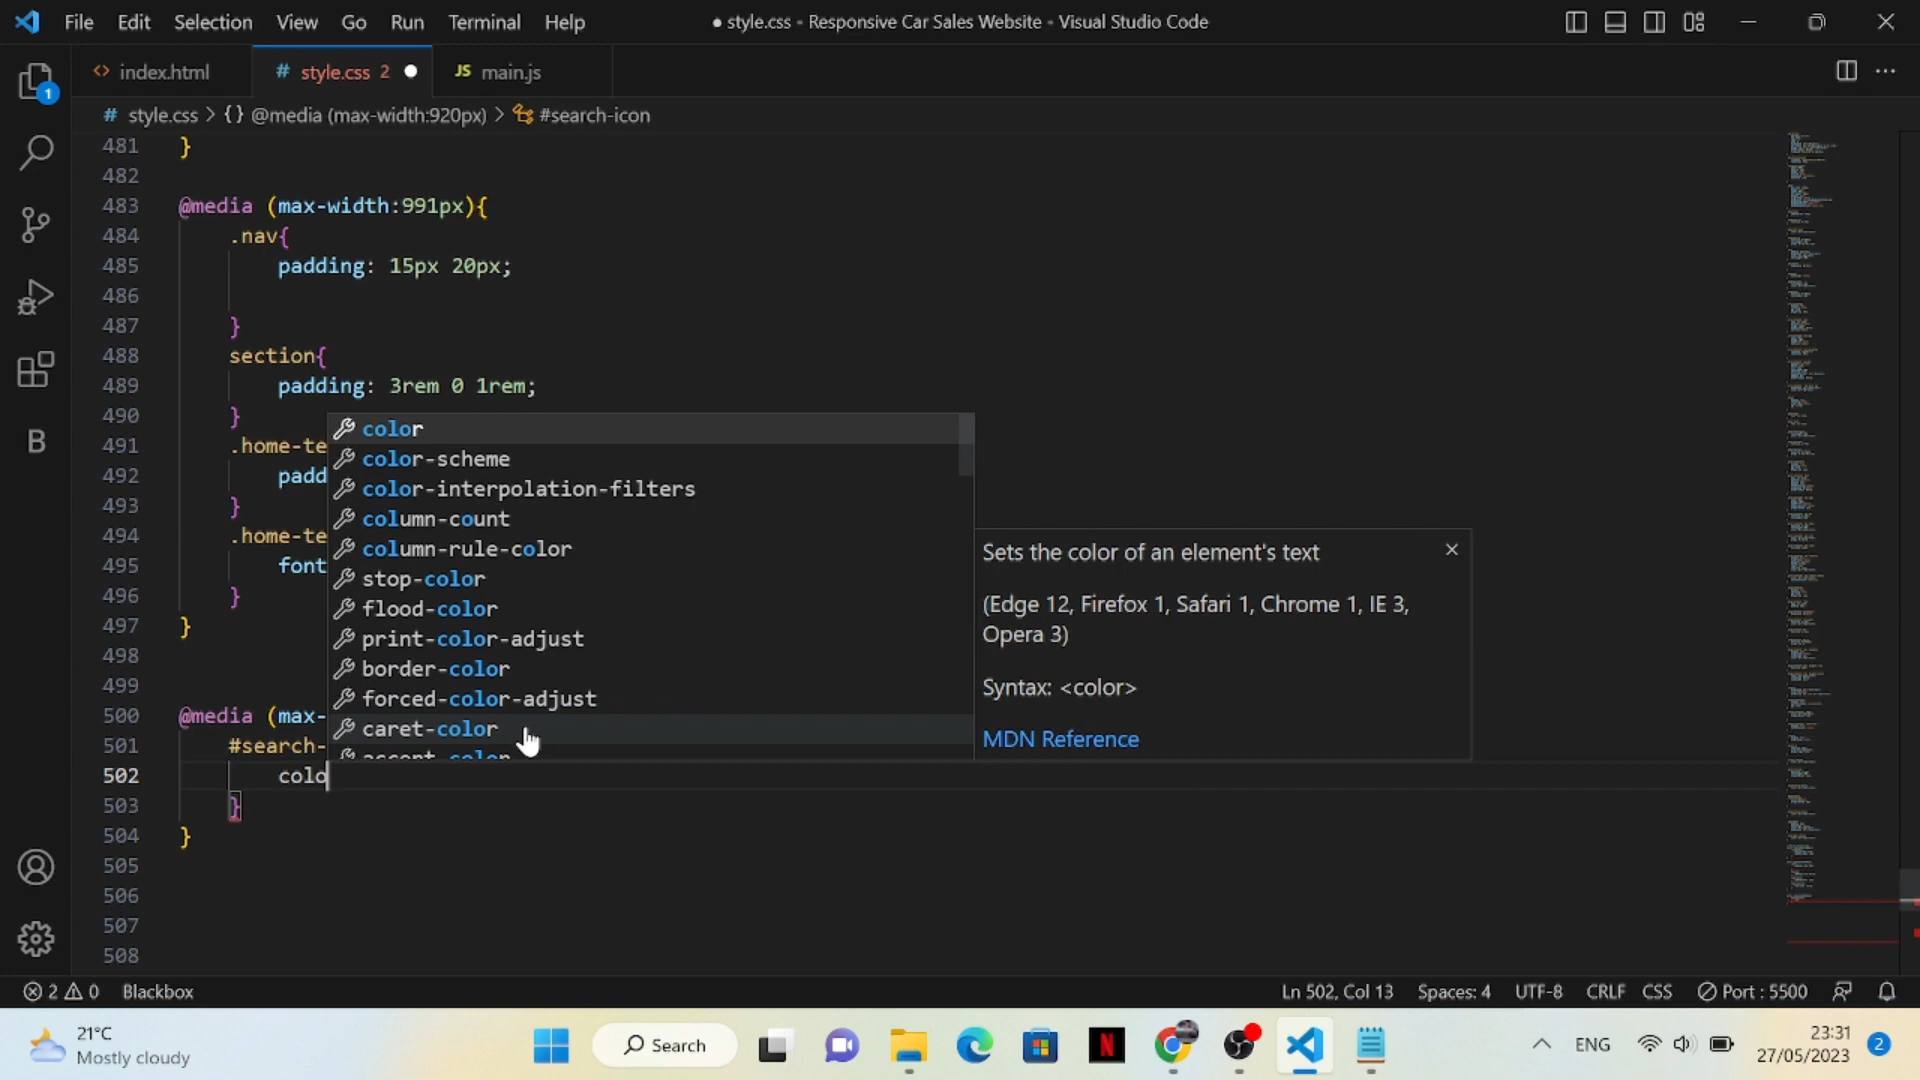 File Edit Selection View Go Run Terminal Help ● style.css - Responsive Car Sales Website - Visual Studio Code
<> index.html # style.css 2 ● JS main.js
# style.css > {} @media (max-width:920px) > #search-icon
481 }
482
483 @media (max-width:991px){
484 .nav{
485 padding: 15px 20px;
486
487 }
488 section{
489 padding: 3rem 0 1rem;
490 }
491 .home-te
492 padd
493 }
494 .home-te
495 font
496 }
497 }
498
499
500 @media (max-
501 #search-
502 colo
503 }
504 }
505
506
507
508
color
color-scheme
color-interpolation-filters
column-count
column-rule-color
stop-color
flood-color
print-color-adjust
border-color
forced-color-adjust
caret-color
accent-color
Sets the color of an element's text
(Edge 12, Firefox 1, Safari 1, Chrome 1, IE 3,
Opera 3)
Syntax: <color>
MDN Reference
1
B
2 0 Blackbox Ln 502, Col 13 Spaces: 4 UTF-8 CRLF CSS Port : 5500
21°C
Mostly cloudy
Search
N
ENG
23:31
27/05/2023
2